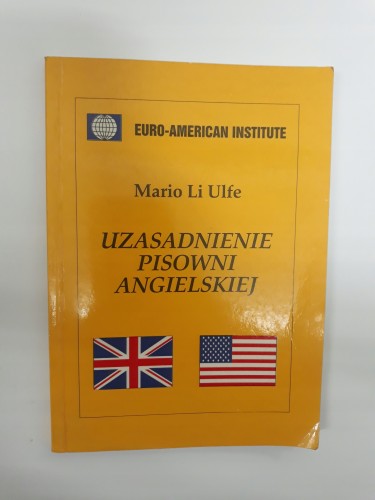 EURO-AMERICAN INSTITUTE
Mario Li Ulfe
UZASADNIENIE
PISOWNI
ANGIELSKIEJ